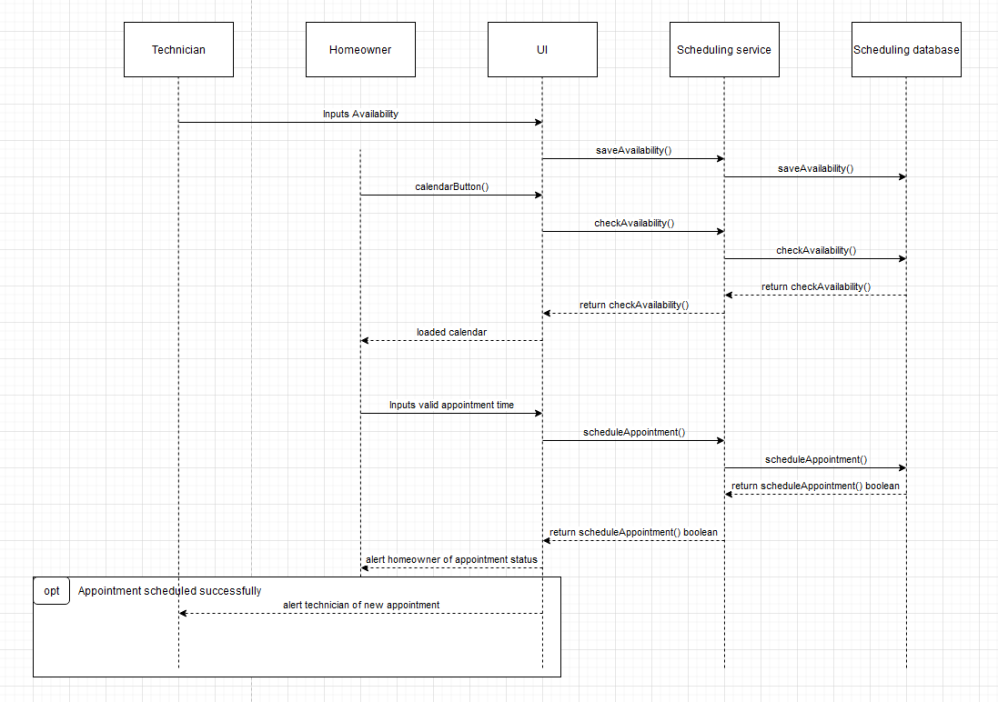 Technician
Homeowner
UI
Scheduling service
Scheduling database
Inputs Availability
saveAvailability()
saveAvailability()
calendarButton()
checkAvailability()
checkAvailability()
return checkAvailability()
return checkAvailability()
loaded calendar
Inputs valid appointment time
scheduleAppointment()
scheduleAppointment()
return scheduleAppointment() boolean
return scheduleAppointment() boolean
alert homeowner of appointment status
opt
Appointment scheduled successfully
alert technician of new appointment